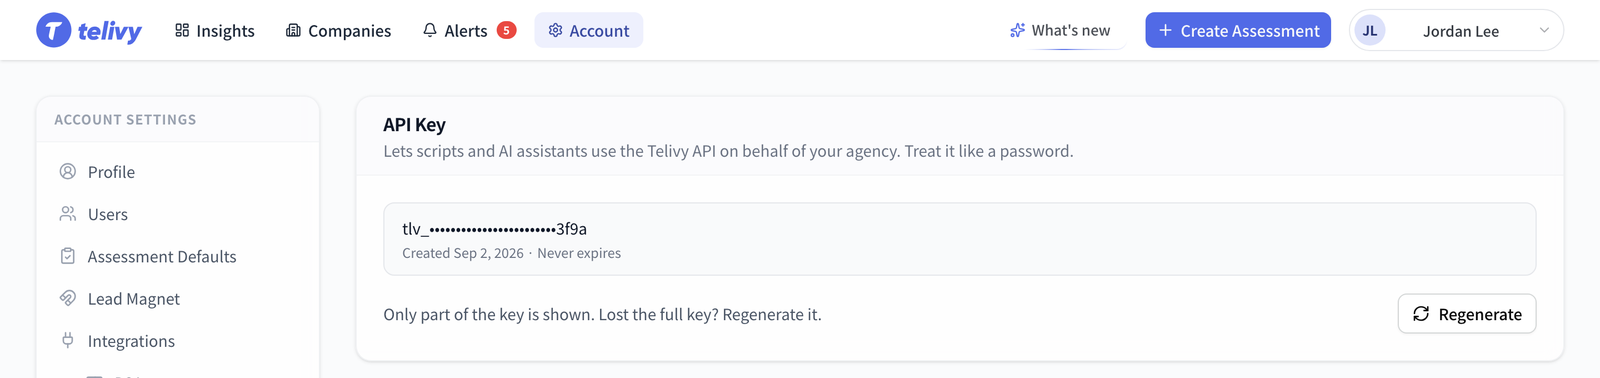 telivy Insights Companies Alerts 5 Account What's new + Create Assessment JL Jordan Lee
ACCOUNT SETTINGS
Profile
Users
Assessment Defaults
Lead Magnet
Integrations
API Key
Lets scripts and AI assistants use the Telivy API on behalf of your agency. Treat it like a password.
tlv_••••••••••••••••••••••••3f9a
Created Sep 2, 2026 · Never expires
Only part of the key is shown. Lost the full key? Regenerate it.
Regenerate